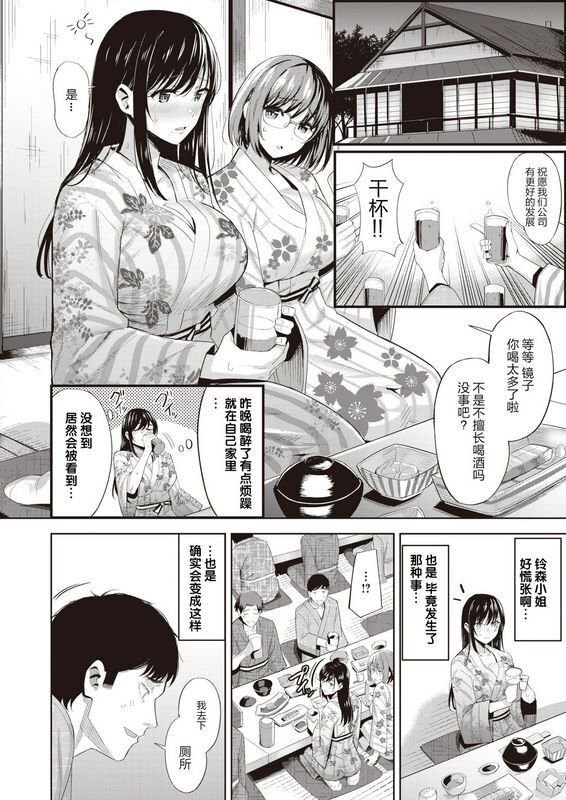 祝愿我们公司
有更好的发展
干杯!!
是…
等等 镜子
你喝太多了啦
不是不擅长喝酒吗
没事吧?
昨晚喝醉了有点烦躁
就在自己家里
没想到
居然会被看到…
铃森小姐
好慌张啊…
也是 毕竟发生了
那种事…
…!?
…也是
确实会变成这样
我去下
厕所